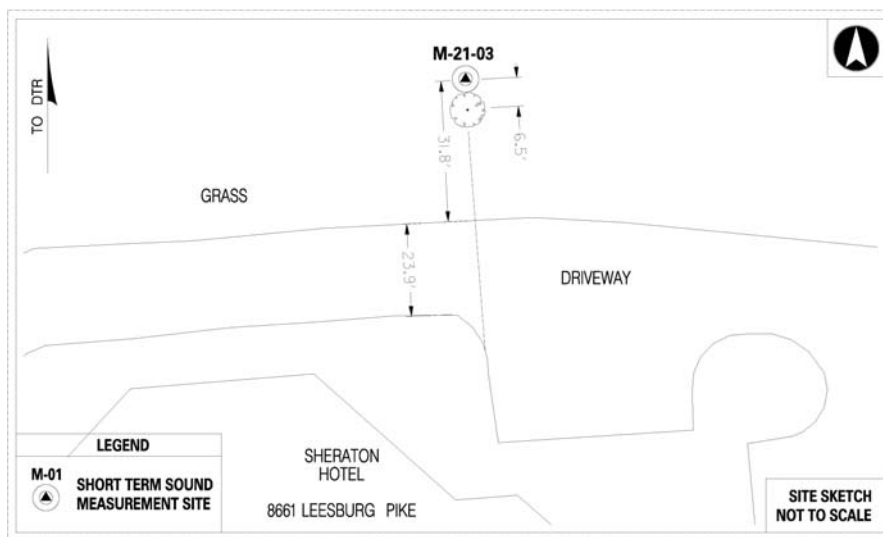 M-21-03
TO DTR
31.8'
6.5'
GRASS
23.9'
DRIVEWAY
LEGEND
M-01
SHORT TERM SOUND
MEASUREMENT SITE
SHERATON
HOTEL
8661 LEESBURG PIKE
SITE SKETCH
NOT TO SCALE